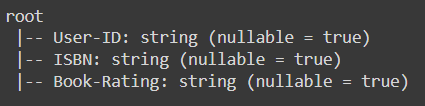 root
 |-- User-ID: string (nullable = true)
 |-- ISBN: string (nullable = true)
 |-- Book-Rating: string (nullable = true)